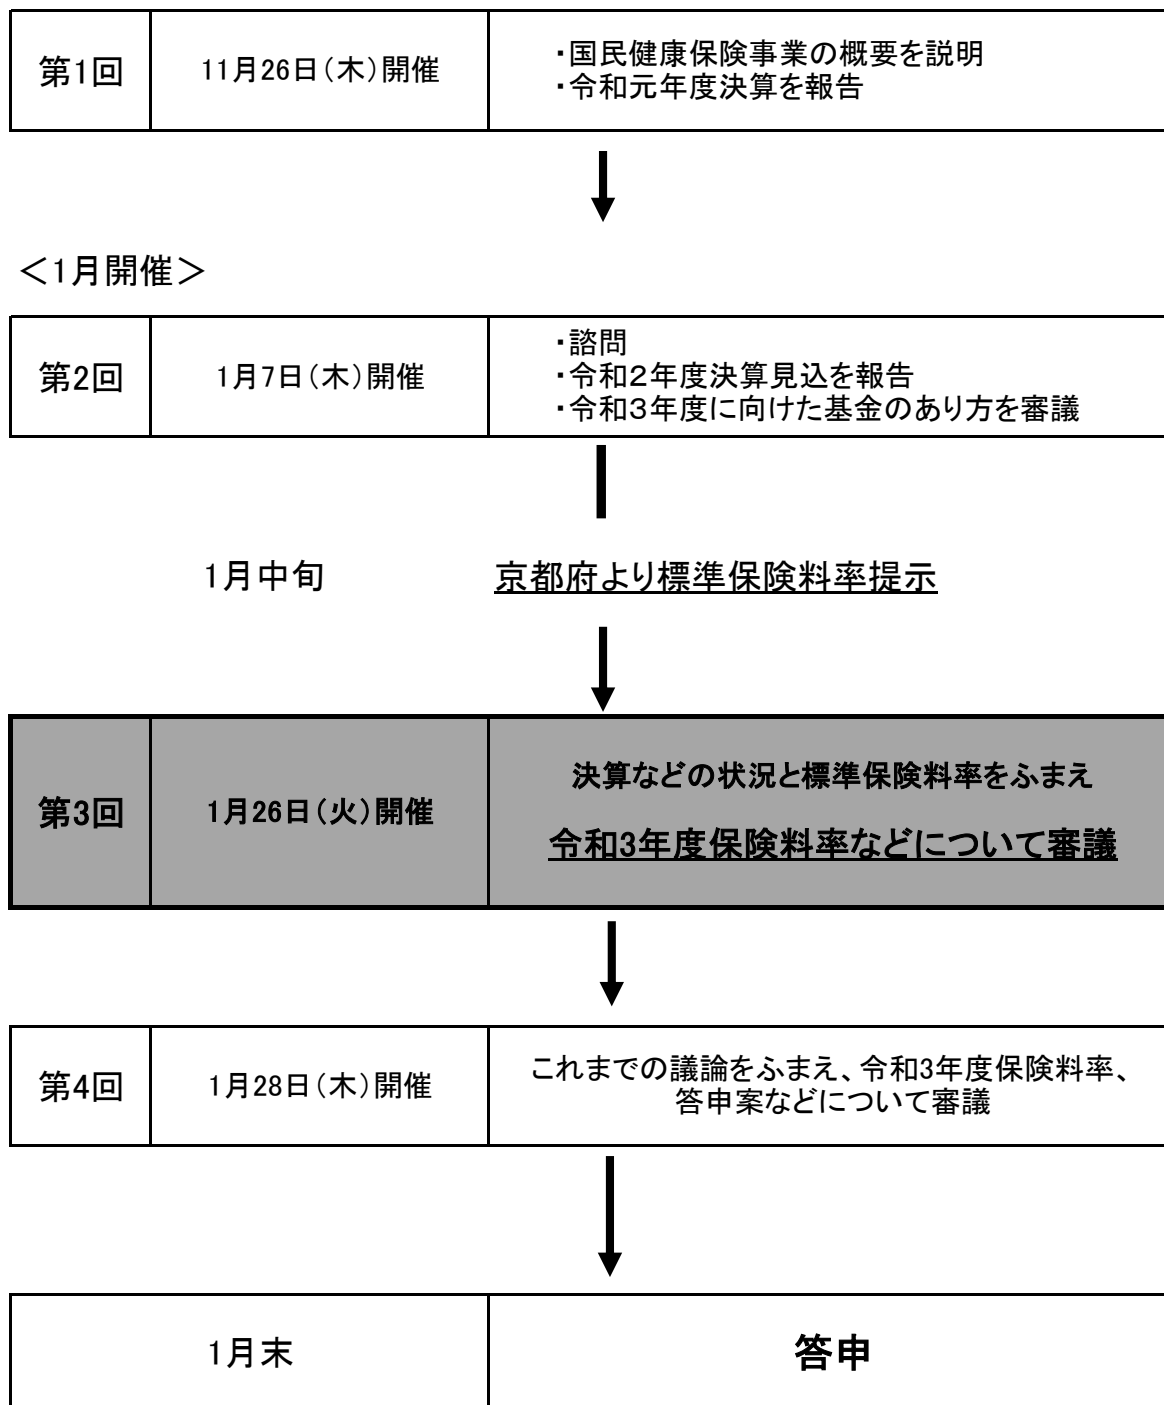 第1回
11月26日（木）開催
・国民健康保険事業の概要を説明
・令和元年度決算を報告
＜1月開催＞
第2回
1月7日（木）開催
・諮問
・令和２年度決算見込を報告
・令和３年度に向けた基金のあり方を審議
1月中旬
京都府より標準保険料率提示
第3回
1月26日（火）開催
決算などの状況と標準保険料率をふまえ
令和3年度保険料率などについて審議
第4回
1月28日（木）開催
これまでの議論をふまえ、令和3年度保険料率、
答申案などについて審議
1月末
答申